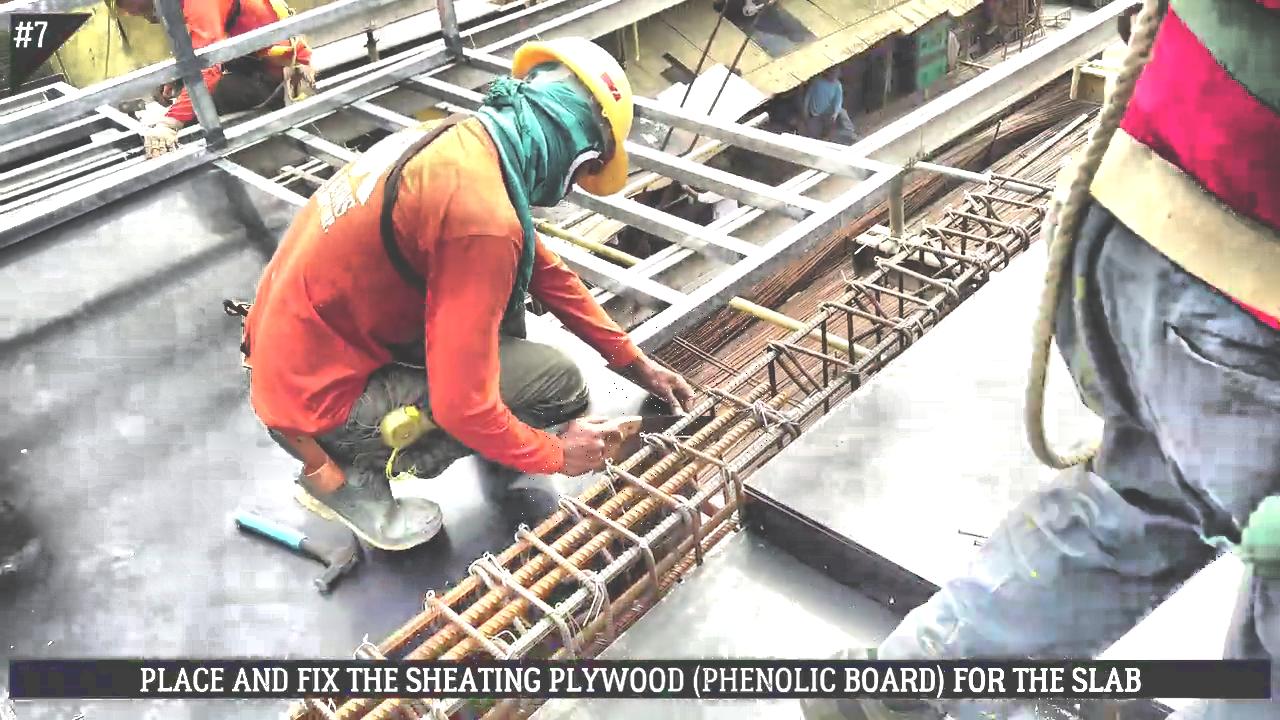 #7
PLACE AND FIX THE SHEATING PLYWOOD (PHENOLIC BOARD) FOR THE SLAB